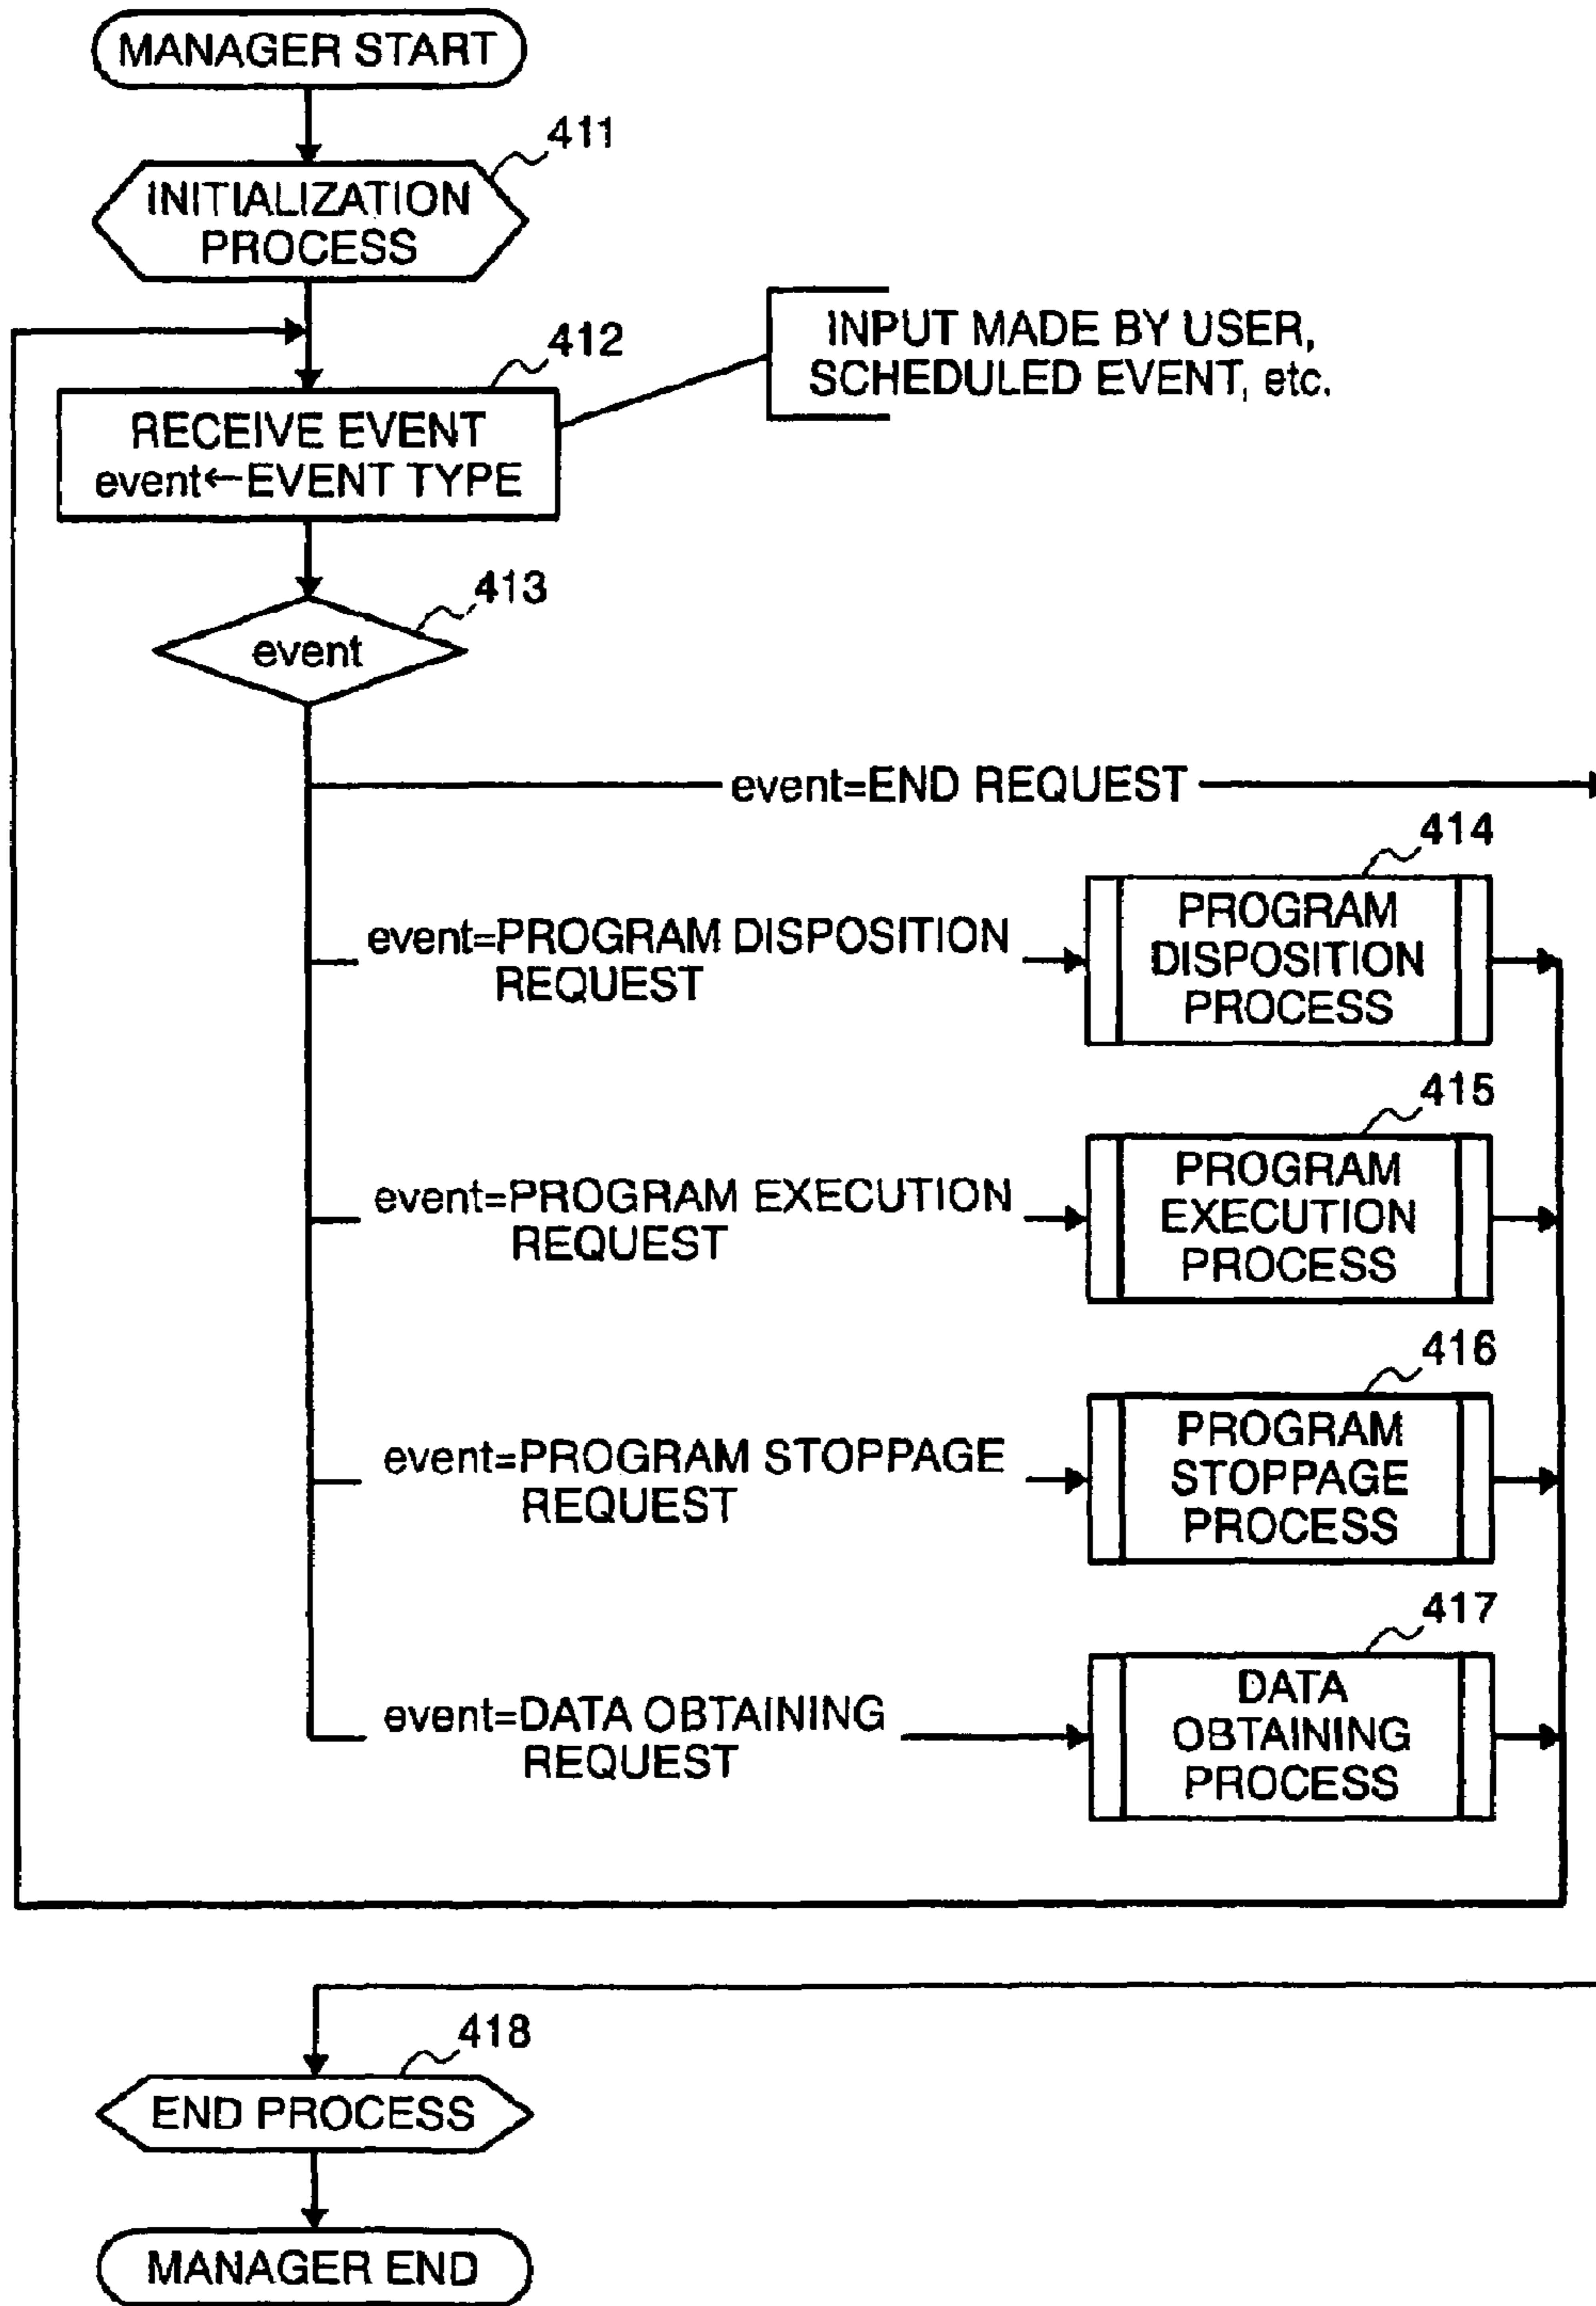 MANAGER START
411
INITIALIZATION
PROCESS
412
INPUT MADE BY USER,
SCHEDULED EVENT, etc.
RECEIVE EVENT
event←EVENT TYPE
413
event
event=END REQUEST
414
event=PROGRAM DISPOSITION
REQUEST
PROGRAM
DISPOSITION
PROCESS
415
event=PROGRAM EXECUTION
REQUEST
PROGRAM
EXECUTION
PROCESS
416
event=PROGRAM STOPPAGE
REQUEST
PROGRAM
STOPPAGE
PROCESS
417
event=DATA OBTAINING
REQUEST
DATA
OBTAINING
PROCESS
418
END PROCESS
MANAGER END